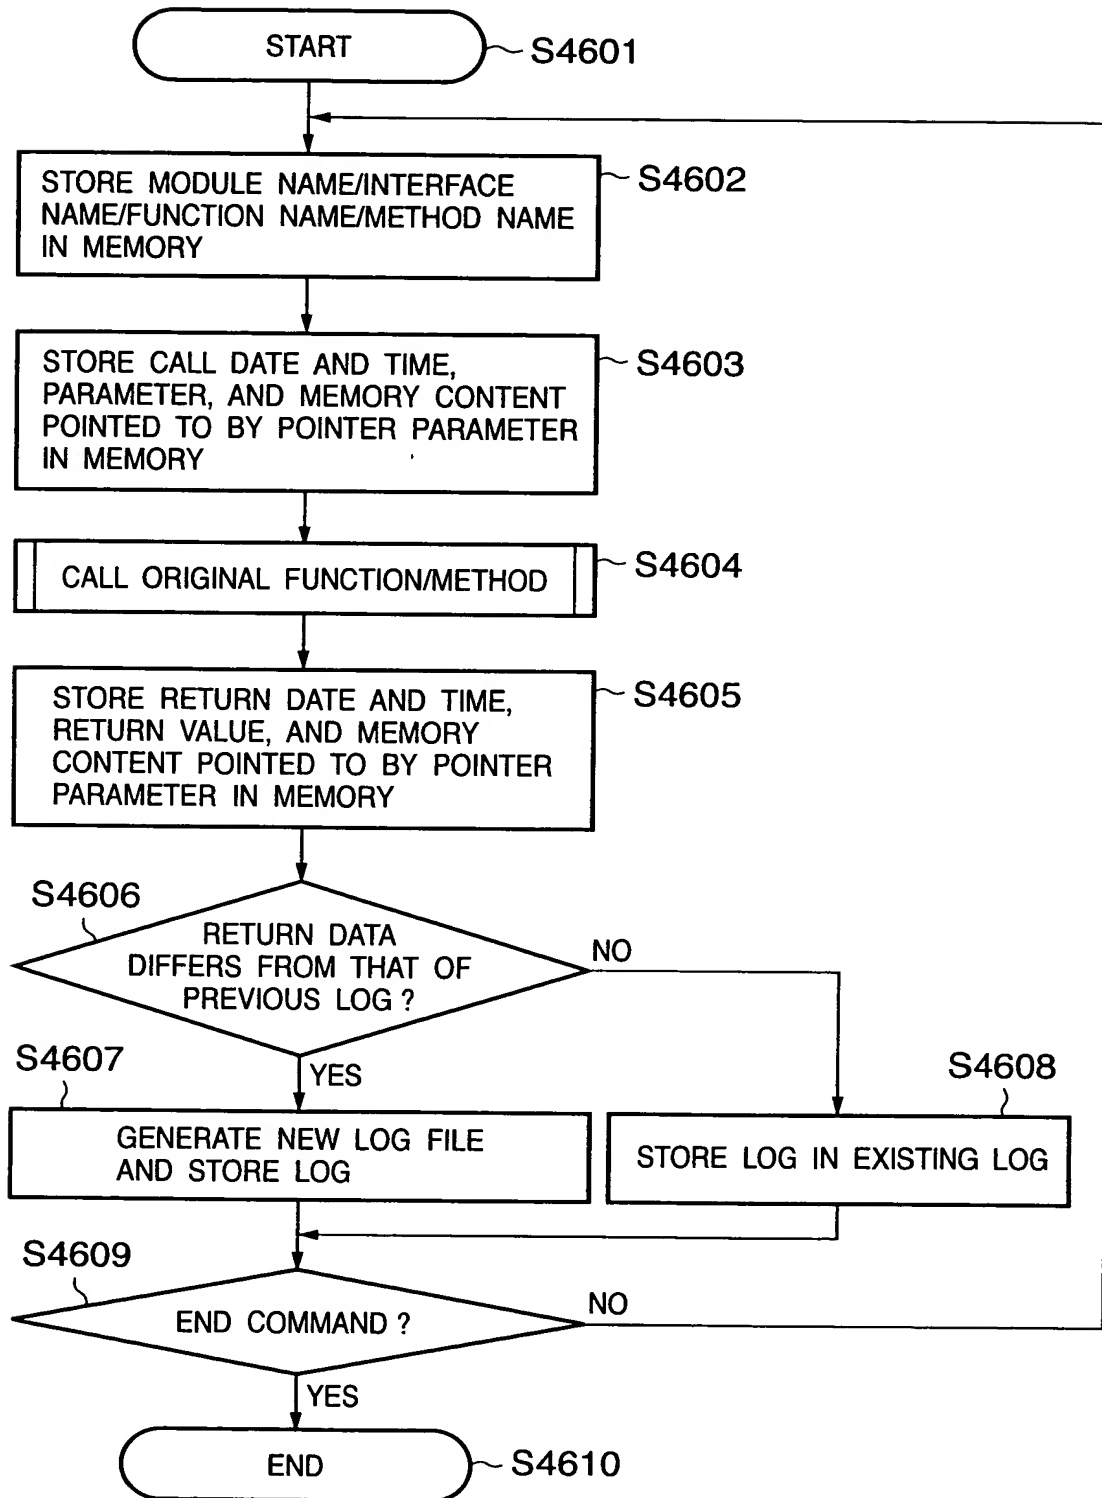 START
S4601
STORE MODULE NAME/INTERFACE
NAME/FUNCTION NAME/METHOD NAME
IN MEMORY
S4602
STORE CALL DATE AND TIME,
PARAMETER, AND MEMORY CONTENT
POINTED TO BY POINTER PARAMETER
IN MEMORY
S4603
CALL ORIGINAL FUNCTION/METHOD
S4604
STORE RETURN DATE AND TIME,
RETURN VALUE, AND MEMORY
CONTENT POINTED TO BY POINTER
PARAMETER IN MEMORY
S4605
S4606
RETURN DATA
DIFFERS FROM THAT OF
PREVIOUS LOG ?
NO
YES
S4607
GENERATE NEW LOG FILE
AND STORE LOG
S4608
STORE LOG IN EXISTING LOG
S4609
END COMMAND ?
NO
YES
END
S4610